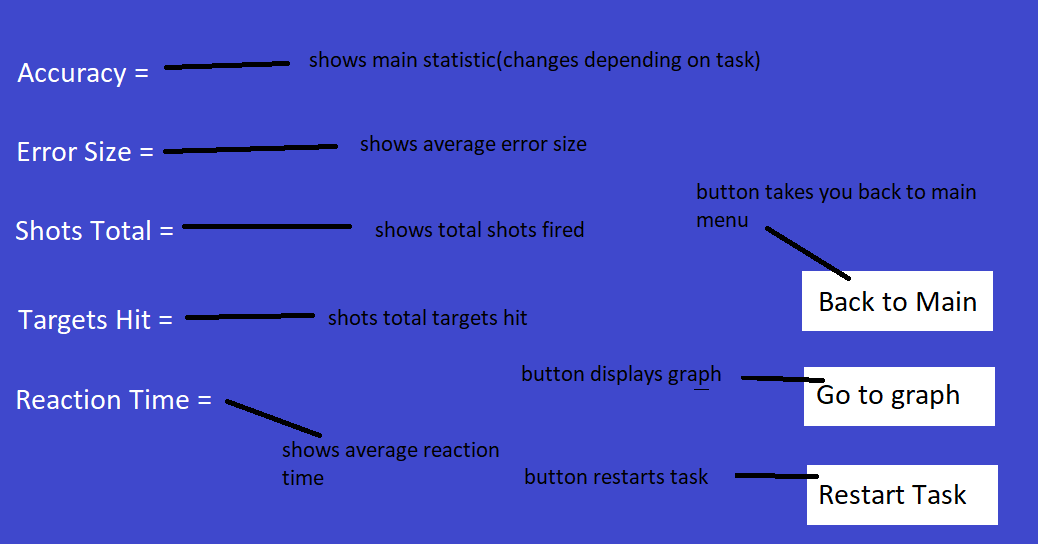 Accuracy =
shows main statistic(changes depending on task)
Error Size =
shows average error size
Shots Total =
shows total shots fired
button takes you back to main
menu
Back to Main
Targets Hit =
shots total targets hit
button displays graph
Go to graph
Reaction Time =
shows average reaction
time
button restarts task
Restart Task